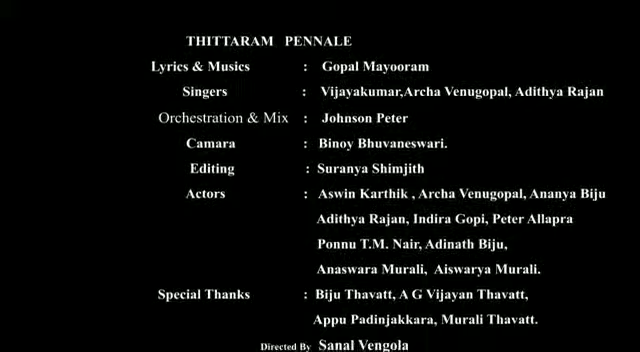 THITTARAM PENNALE
Lyrics & Musics : Gopal Mayooram
Singers : Vijayakumar,Archa Venugopal, Adithya Rajan
Orchestration & Mix : Johnson Peter
Camara : Binoy Bhuvaneswari.
Editing : Suranya Shimjith
Actors : Aswin Karthik , Archa Venugopal, Ananya Biju
Adithya Rajan, Indira Gopi, Peter Allapra
Ponnu T.M. Nair, Adinath Biju,
Anaswara Murali, Aiswarya Murali.
Special Thanks : Biju Thavatt, A G Vijayan Thavatt,
Appu Padinjakkara, Murali Thavatt.
Directed By Sanal Vengola